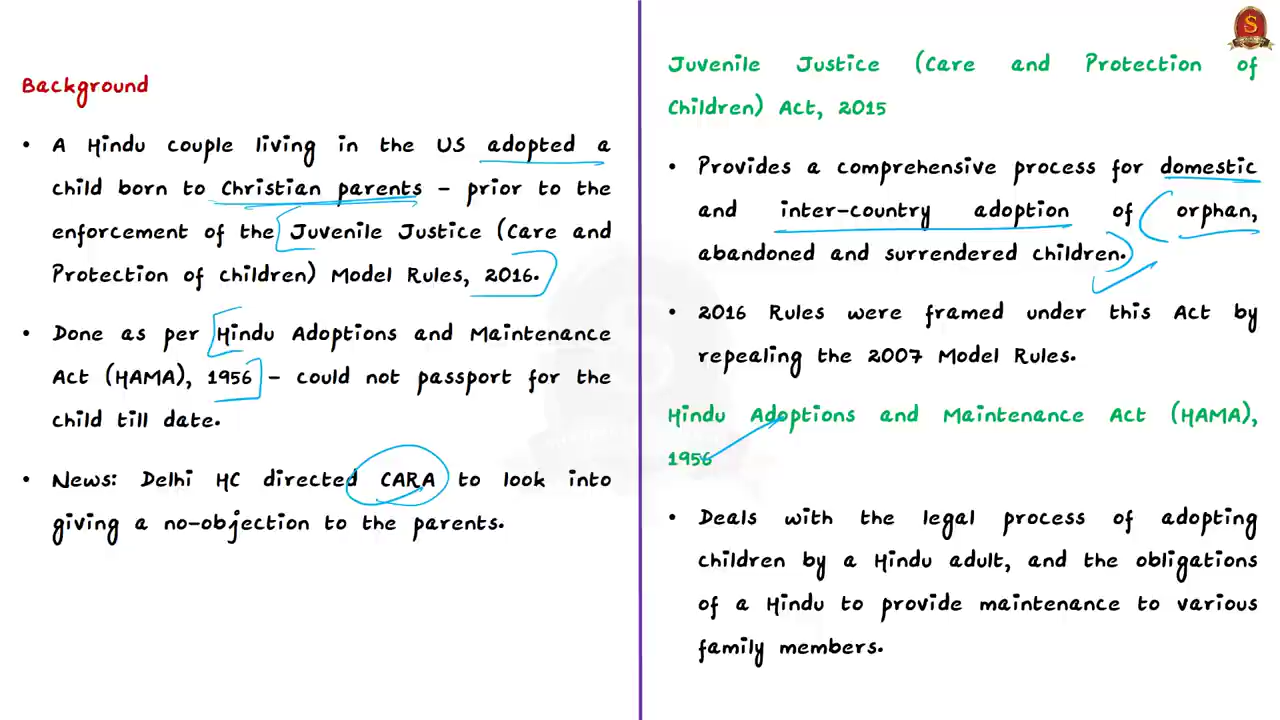 Background
• A Hindu couple living in the US adopted a
child born to Christian parents - prior to the
enforcement of the Juvenile Justice (Care and
Protection of children) Model Rules, 2016.
• Done as per Hindu Adoptions and Maintenance
Act (HAMA), 1956 - could not passport for the
child till date.
• News: Delhi HC directed CARA to look into
giving a no-objection to the parents.
S
Juvenile Justice (Care and Protection of
Children) Act, 2015
• Provides a comprehensive process for domestic
and inter-country adoption of orphan,
abandoned and surrendered children.
• 2016 Rules were framed under this Act by
repealing the 2007 Model Rules.
Hindu Adoptions and Maintenance Act (HAMA),
1956
• Deals with the legal process of adopting
children by a Hindu adult, and the obligations
of a Hindu to provide maintenance to various
family members.